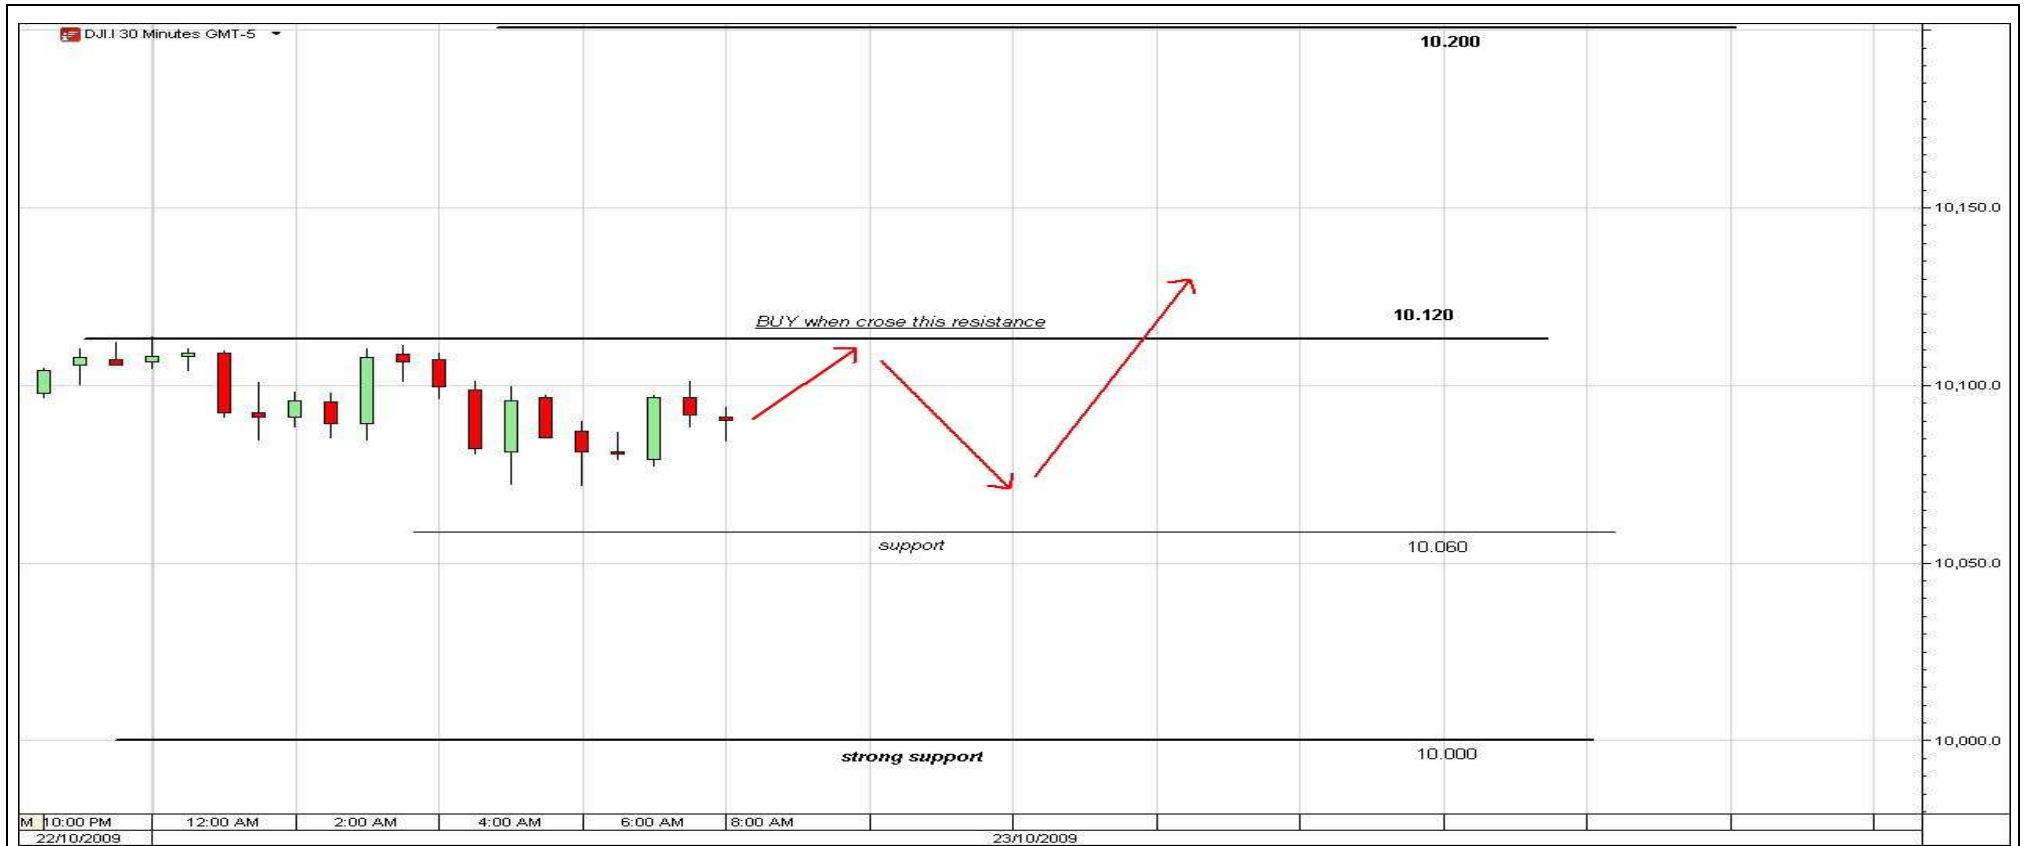 DJI.I 30 Minutes GMT-5
10.200
10,150.0
BUY when crose this resistance
10.120
10,100.0
support
10.060
10,050.0
strong support
10.000
10,000.0
M 10:00 PM 12:00 AM 2:00 AM 4:00 AM 6:00 AM 8:00 AM
22/10/2009 23/10/2009